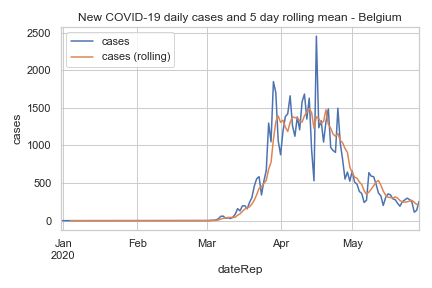 New COVID-19 daily cases and 5 day rolling mean - Belgium
cases
cases (rolling)
cases
2500
2000
1500
1000
500
0
Jan
2020
Feb
Mar
Apr
May
dateRep